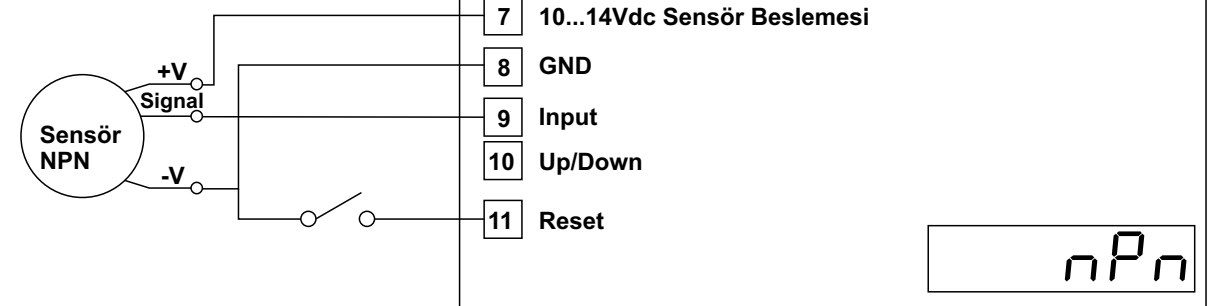 7 10...14Vdc Sensör Beslemesi
8 GND
+V
Signal
9 Input
Sensör
NPN
10 Up/Down
-V
11 Reset
nPn